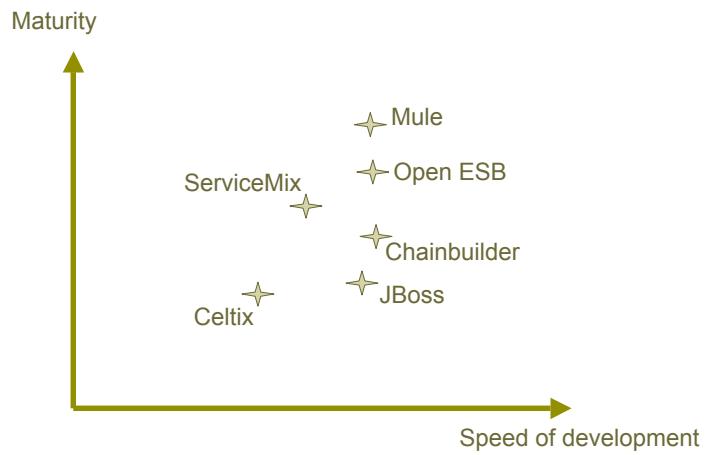 Maturity
Mule
Open ESB
ServiceMix
Chainbuilder
JBoss
Celtix
Speed of development